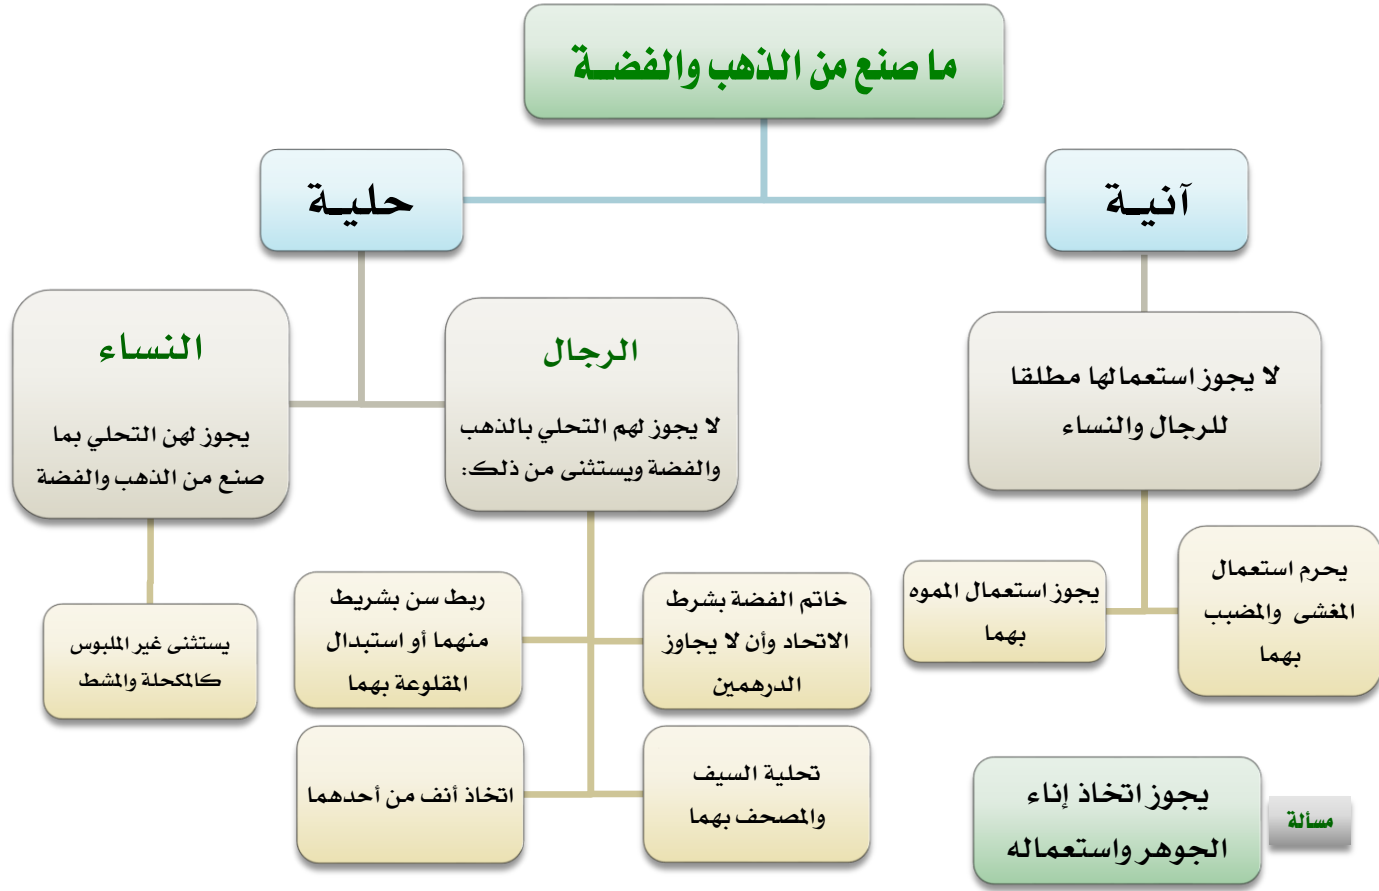 ما صنع من الذهب والفضة
آنية
حلية
لا يجوز استعمالها مطلقا
للرجال والنساء
يحرم استعمال
المغشى والمضبب
بهما
يجوز استعمال المموه
بهما
الرجال
لا يجوز لهم التحلي بالذهب
والفضة ويستثنى من ذلك:
خاتم الفضة بشرط
الاتحاد وأن لا يجاوز
الدرهمين
ربط سن بشريط
منهما أو استبدال
المقلوعة بهما
تحلية السيف
والمصحف بهما
اتخاذ أنف من أحدهما
النساء
يجوز لهن التحلي بما
صنع من الذهب والفضة
يستثنى غير الملبوس
كالمكحلة والمشط
مسألة
يجوز اتخاذ إناء
الجوهر واستعماله